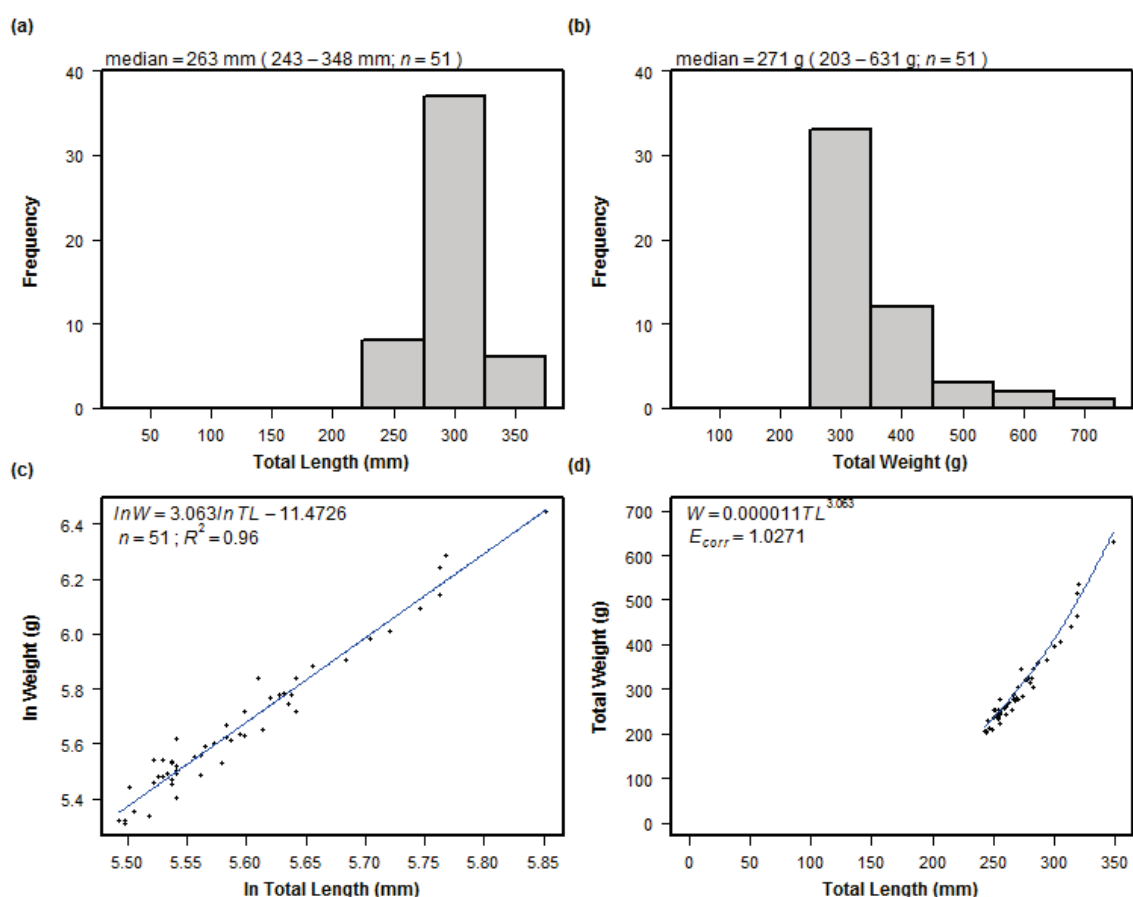 (a)
median = 263 mm ( 243 – 348 mm; n = 51 )
40
30
20
10
0
Frequency
50 100 150 200 250 300 350
Total Length (mm)
(b)
median = 271 g ( 203 – 631 g; n = 51 )
40
30
20
10
0
Frequency
100 200 300 400 500 600 700
Total Weight (g)
(c)
lnW = 3.063lnTL – 11.4726
n = 51 ; R² = 0.96
6.4
6.2
6.0
5.8
5.6
5.4
ln Weight (g)
5.50 5.55 5.60 5.65 5.70 5.75 5.80 5.85
ln Total Length (mm)
(d)
W = 0.000011TL^3.063
E_corr = 1.0271
700
600
500
400
300
200
100
0
Total Weight (g)
0 50 100 150 200 250 300 350
Total Length (mm)